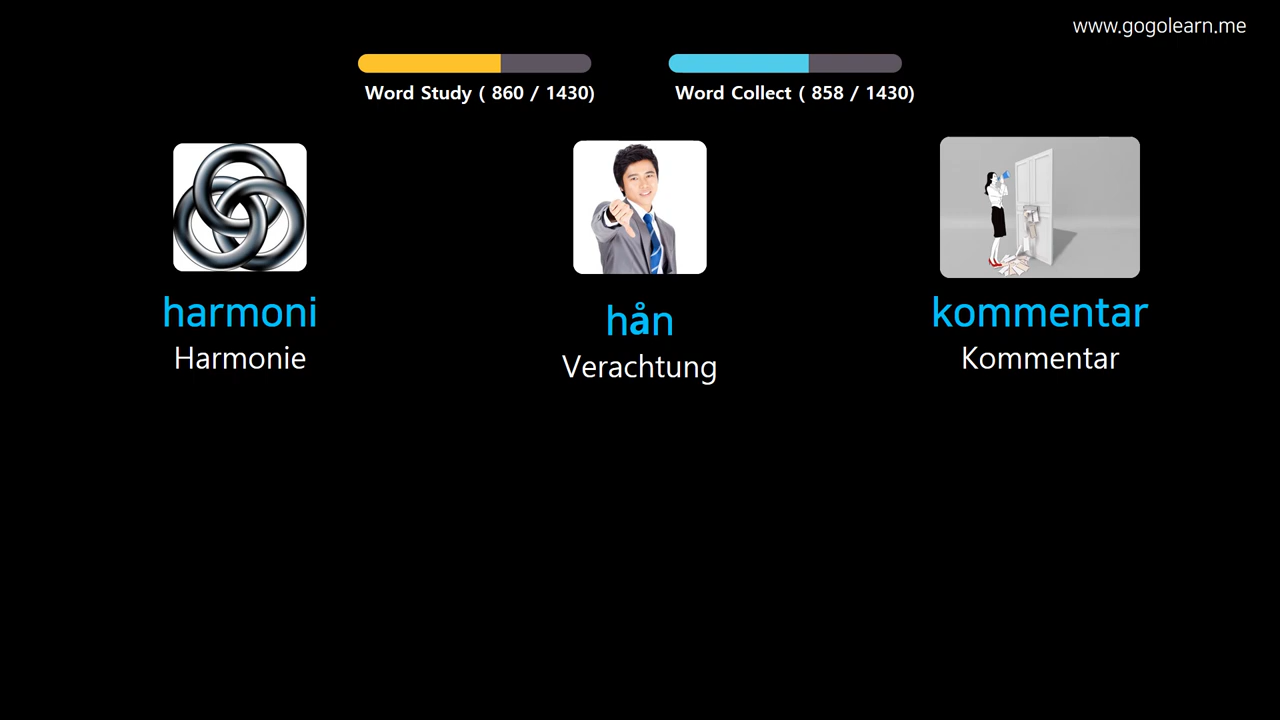 www.gogolearn.me
Word Study ( 860 / 1430)
Word Collect ( 858 / 1430)
harmoni
Harmonie
hån
Verachtung
kommentar
Kommentar